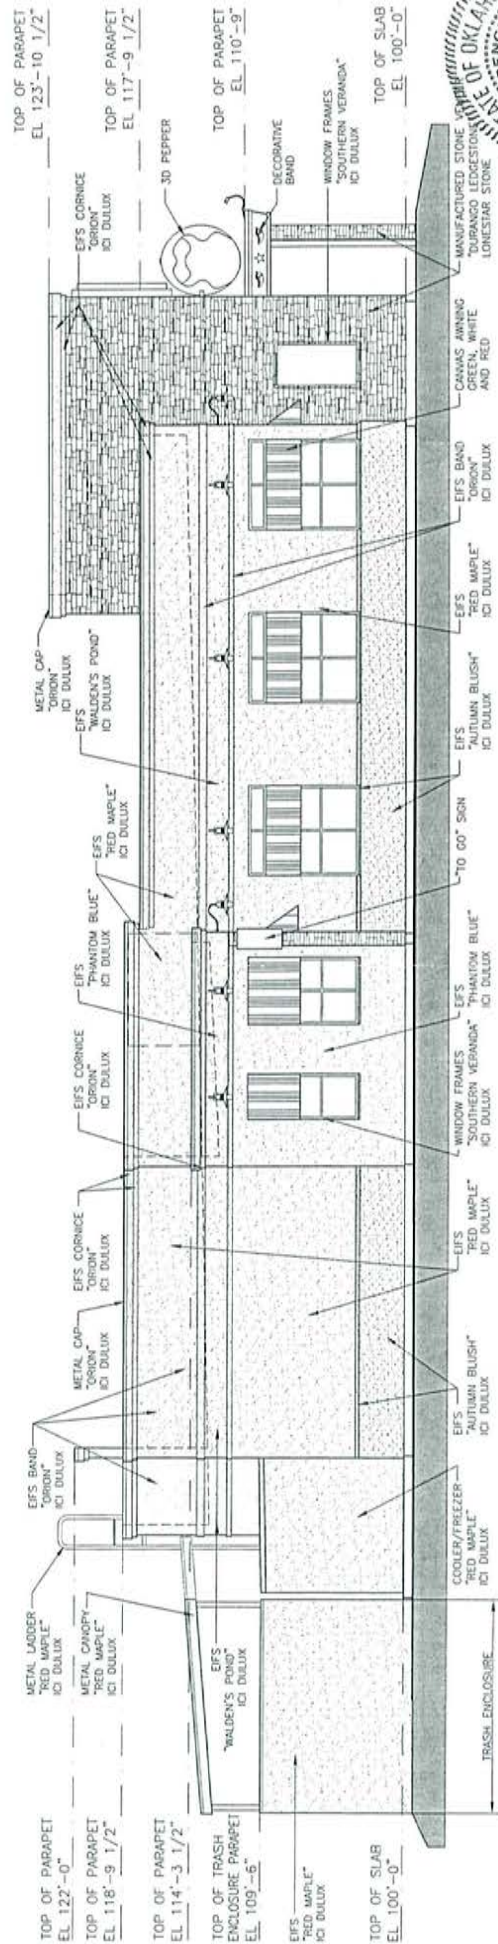 TOP OF PARAPET
EL 122'-0"
TOP OF PARAPET
EL 118'-9 1/2"
TOP OF PARAPET
EL 114'-3 1/2"
TOP OF TRASH
ENCLOSURE PARAPET
EL 109'-6"
EIFS
"RED MAPLE"
ICI DULUX
TOP OF SLAB
EL 100'-0"
METAL LADDER
"RED MAPLE"
ICI DULUX
METAL CANOPY
"RED MAPLE"
ICI DULUX
EIFS
"WALDEN'S POND"
ICI DULUX
EIFS BAND
"ORION"
ICI DULUX
METAL CAP
"ORION"
ICI DULUX
EIFS CORNICE
"ORION"
ICI DULUX
EIFS CORNICE
"ORION"
ICI DULUX
EIFS
"PHANTOM BLUE"
ICI DULUX
EIFS
"RED MAPLE"
ICI DULUX
EIFS
"WALDEN'S POND"
ICI DULUX
METAL CAP
"ORION"
ICI DULUX
EIFS CORNICE
"ORION"
ICI DULUX
3D PEPPER
DECORATIVE
BAND
WINDOW FRAMES
"SOUTHERN VERANDA"
ICI DULUX
TOP OF PARAPET
EL 123'-10 1/2"
TOP OF PARAPET
EL 117'-9 1/2"
TOP OF PARAPET
EL 110'-9"
TOP OF SLAB
EL 100'-0"
TRASH ENCLOSURE
COOLER/FREEZER
"RED MAPLE"
ICI DULUX
EIFS
"AUTUMN BLUSH"
ICI DULUX
EIFS
"RED MAPLE"
ICI DULUX
WINDOW FRAMES
"SOUTHERN VERANDA"
ICI DULUX
EIFS
"PHANTOM BLUE"
ICI DULUX
"TO GO" SIGN
EIFS
"AUTUMN BLUSH"
ICI DULUX
EIFS
"RED MAPLE"
ICI DULUX
EIFS BAND
"ORION"
ICI DULUX
CANVAS AWNING
GREEN, WHITE
AND RED
MANUFACTURED STONE
"DURANGO LEDGESTONE"
LONESTAR STONE
ATE OF OKLAH